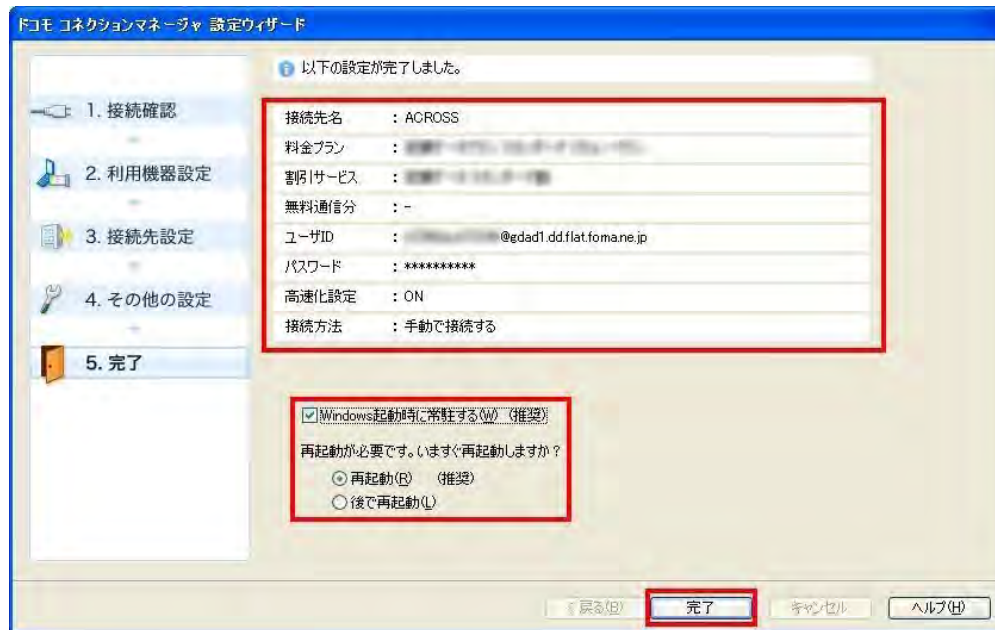 ドコモ コネクションマネージャ 設定ウィザード
以下の設定が完了しました。
1. 接続確認
2. 利用機器設定
3. 接続先設定
4. その他の設定
5. 完了
接続先名 : ACROSS
料金プラン :
割引サービス :
無料通信分 : -
ユーザID : @gdad1.dd.flat.foma.ne.jp
パスワード : **********
高速化設定 : ON
接続方法 : 手動で接続する
Windows起動時に常駐する(W) (推奨)
再起動が必要です。いますぐ再起動しますか?
再起動(R) (推奨)
後で再起動(L)
< 戻る(B) 完了 キャンセル ヘルプ(H)